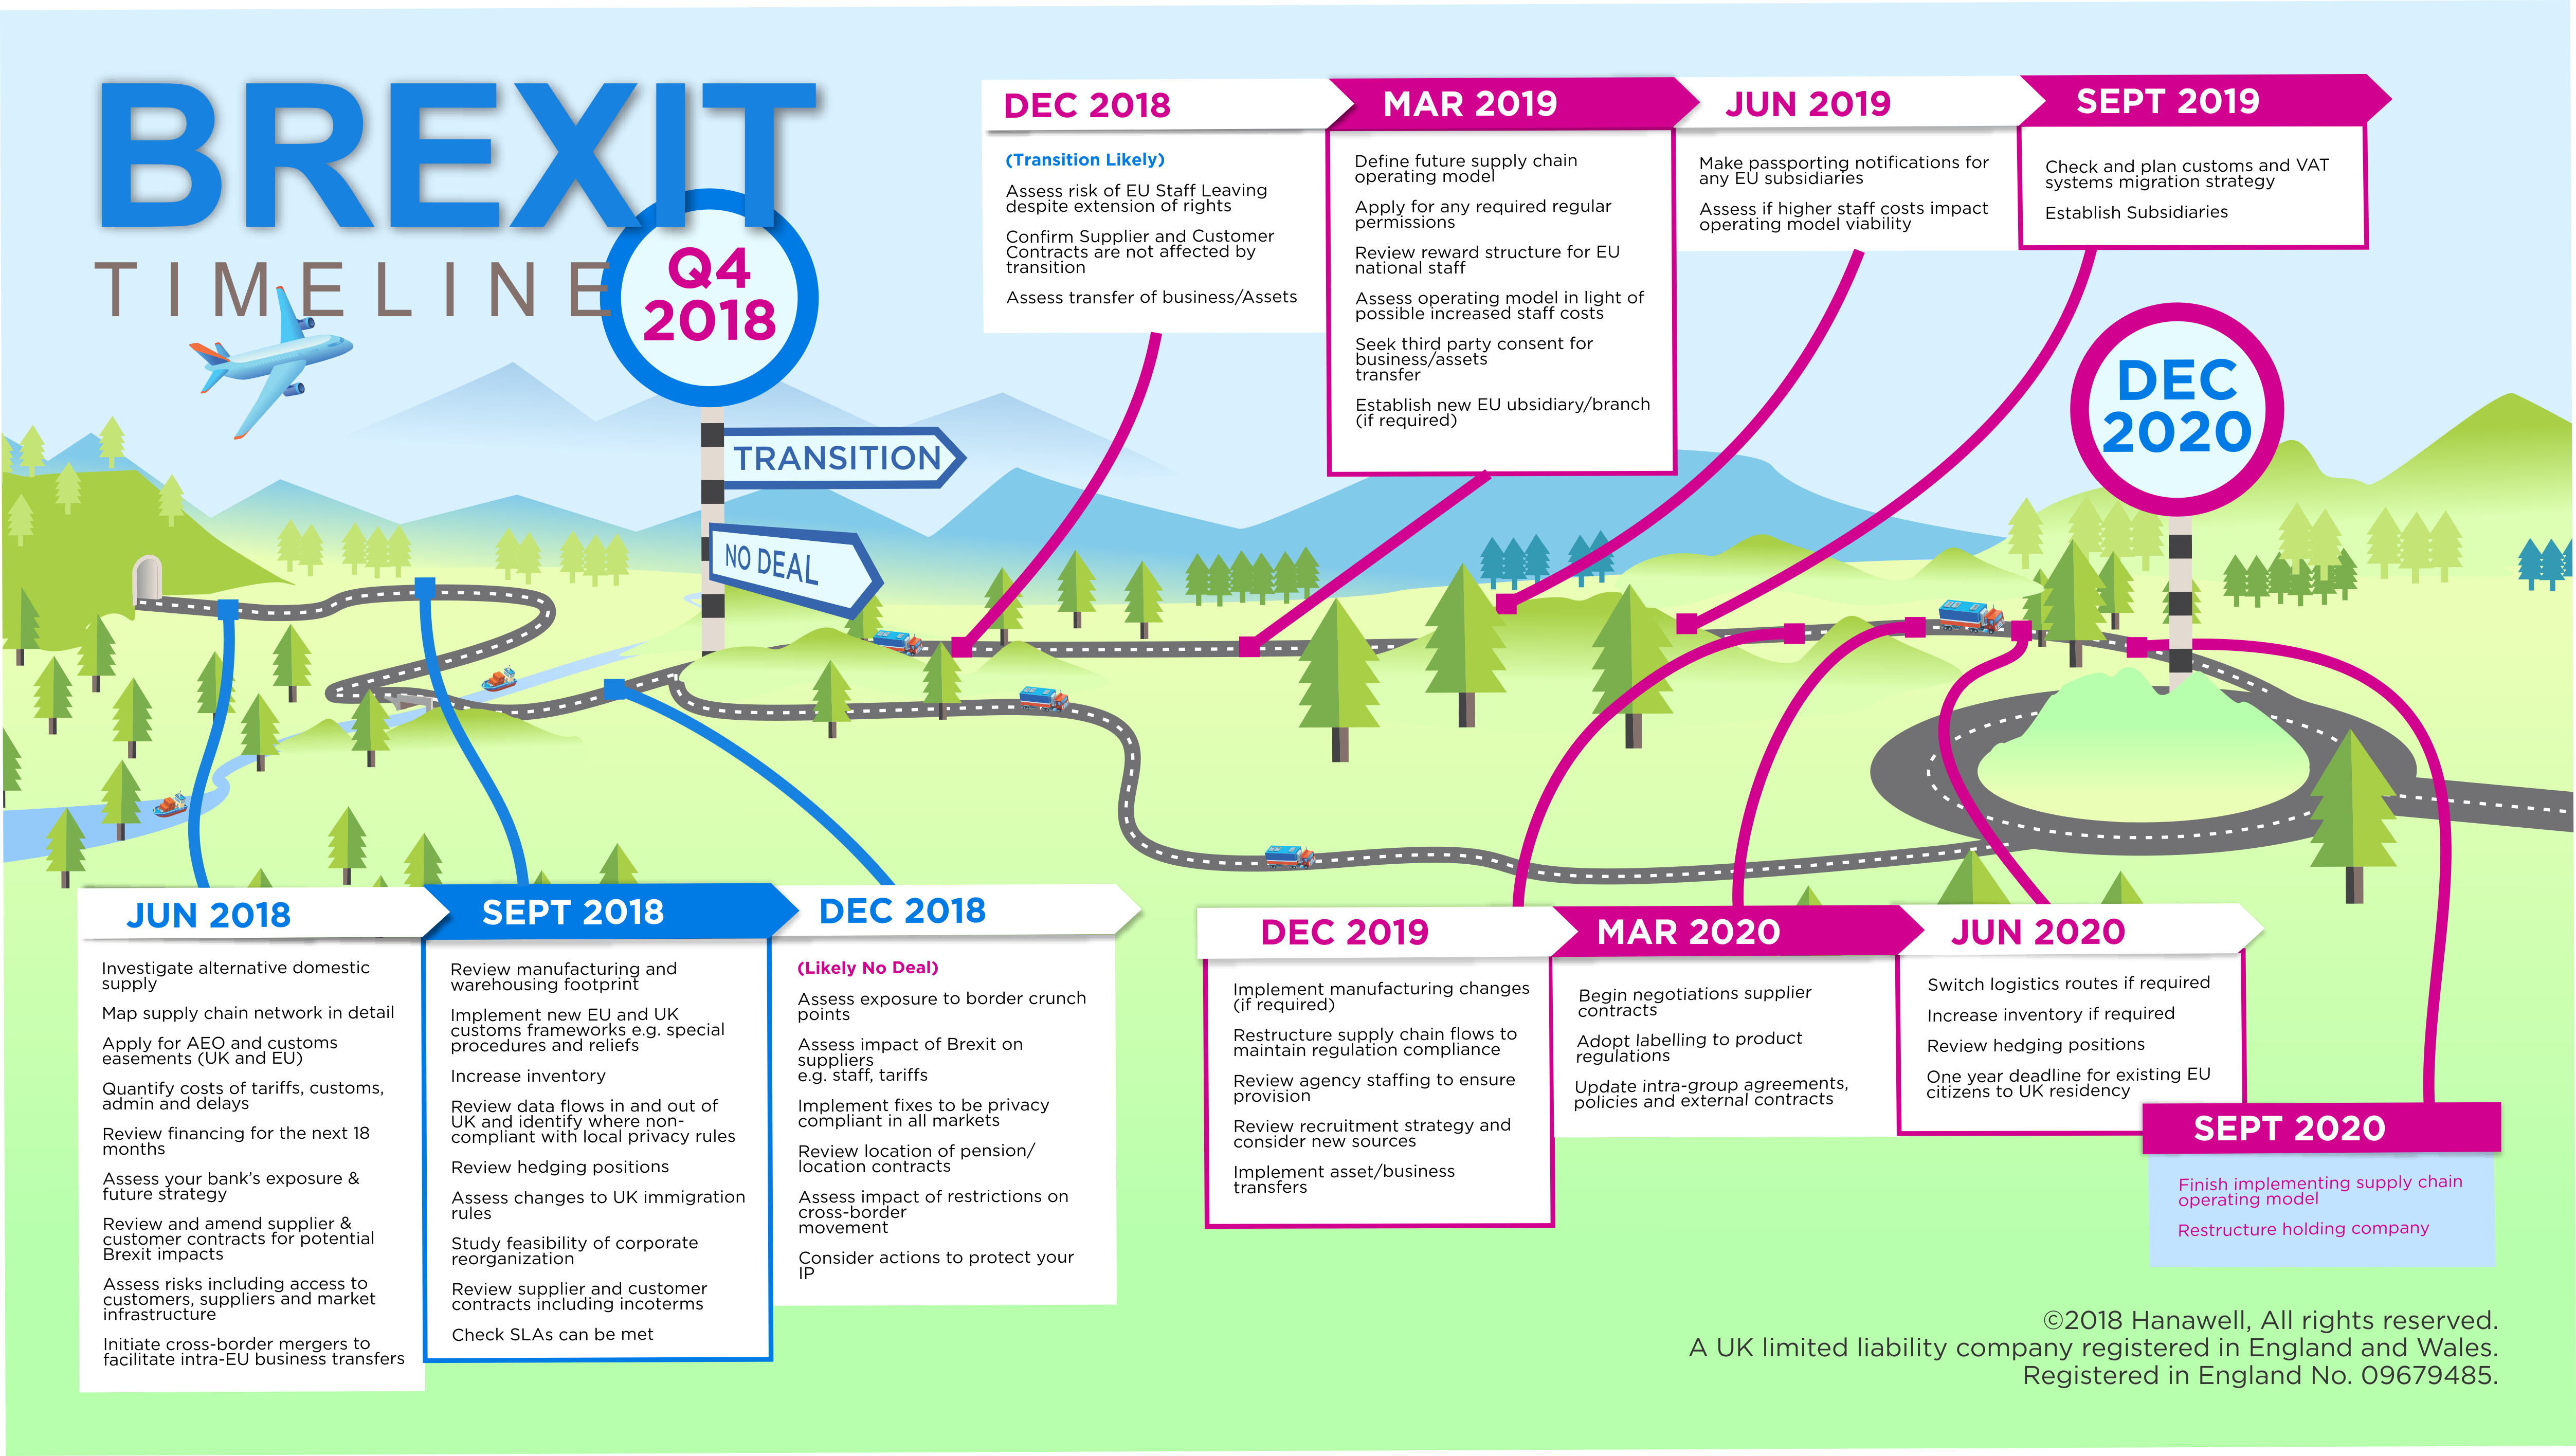 BREXIT
TIMELINE
Q4
2018
TRANSITION
NO DEAL
DEC 2018
(Transition Likely)
Assess risk of EU Staff Leaving
despite extension of rights
Confirm Supplier and Customer
Contracts are not affected by
transition
Assess transfer of business/Assets
MAR 2019
Define future supply chain
operating model
Apply for any required regular
permissions
Review reward structure for EU
national staff
Assess operating model in light of
possible increased staff costs
Seek third party consent for
business/assets
transfer
Establish new EU ubsidiary/branch
(if required)
JUN 2019
Make passporting notifications for
any EU subsidiaries
Assess if higher staff costs impact
operating model viability
SEPT 2019
Check and plan customs and VAT
systems migration strategy
Establish Subsidiaries
DEC
2020
JUN 2018
Investigate alternative domestic
supply
Map supply chain network in detail
Apply for AEO and customs
easements (UK and EU)
Quantify costs of tariffs, customs,
admin and delays
Review financing for the next 18
months
Assess your bank's exposure &
future strategy
Review and amend supplier &
customer contracts for potential
Brexit impacts
Assess risks including access to
customers, suppliers and market
infrastructure
Initiate cross-border mergers to
facilitate intra-EU business transfers
SEPT 2018
Review manufacturing and
warehousing footprint
Implement new EU and UK
customs frameworks e.g. special
procedures and reliefs
Increase inventory
Review data flows in and out of
UK and identify where non-
compliant with local privacy rules
Review hedging positions
Assess changes to UK immigration
rules
Study feasibility of corporate
reorganization
Review supplier and customer
contracts including incoterms
Check SLAs can be met
DEC 2018
(Likely No Deal)
Assess exposure to border crunch
points
Assess impact of Brexit on
suppliers
e.g. staff, tariffs
Implement fixes to be privacy
compliant in all markets
Review location of pension/
location contracts
Assess impact of restrictions on
cross-border
movement
Consider actions to protect your
IP
DEC 2019
Implement manufacturing changes
(if required)
Restructure supply chain flows to
maintain regulation compliance
Review agency staffing to ensure
provision
Review recruitment strategy and
consider new sources
Implement asset/business
transfers
MAR 2020
Begin negotiations supplier
contracts
Adopt labelling to product
regulations
Update intra-group agreements,
policies and external contracts
JUN 2020
Switch logistics routes if required
Increase inventory if required
Review hedging positions
One year deadline for existing EU
citizens to UK residency
SEPT 2020
Finish implementing supply chain
operating model
Restructure holding company
©2018 Hanawell, All rights reserved.
A UK limited liability company registered in England and Wales.
Registered in England No. 09679485.